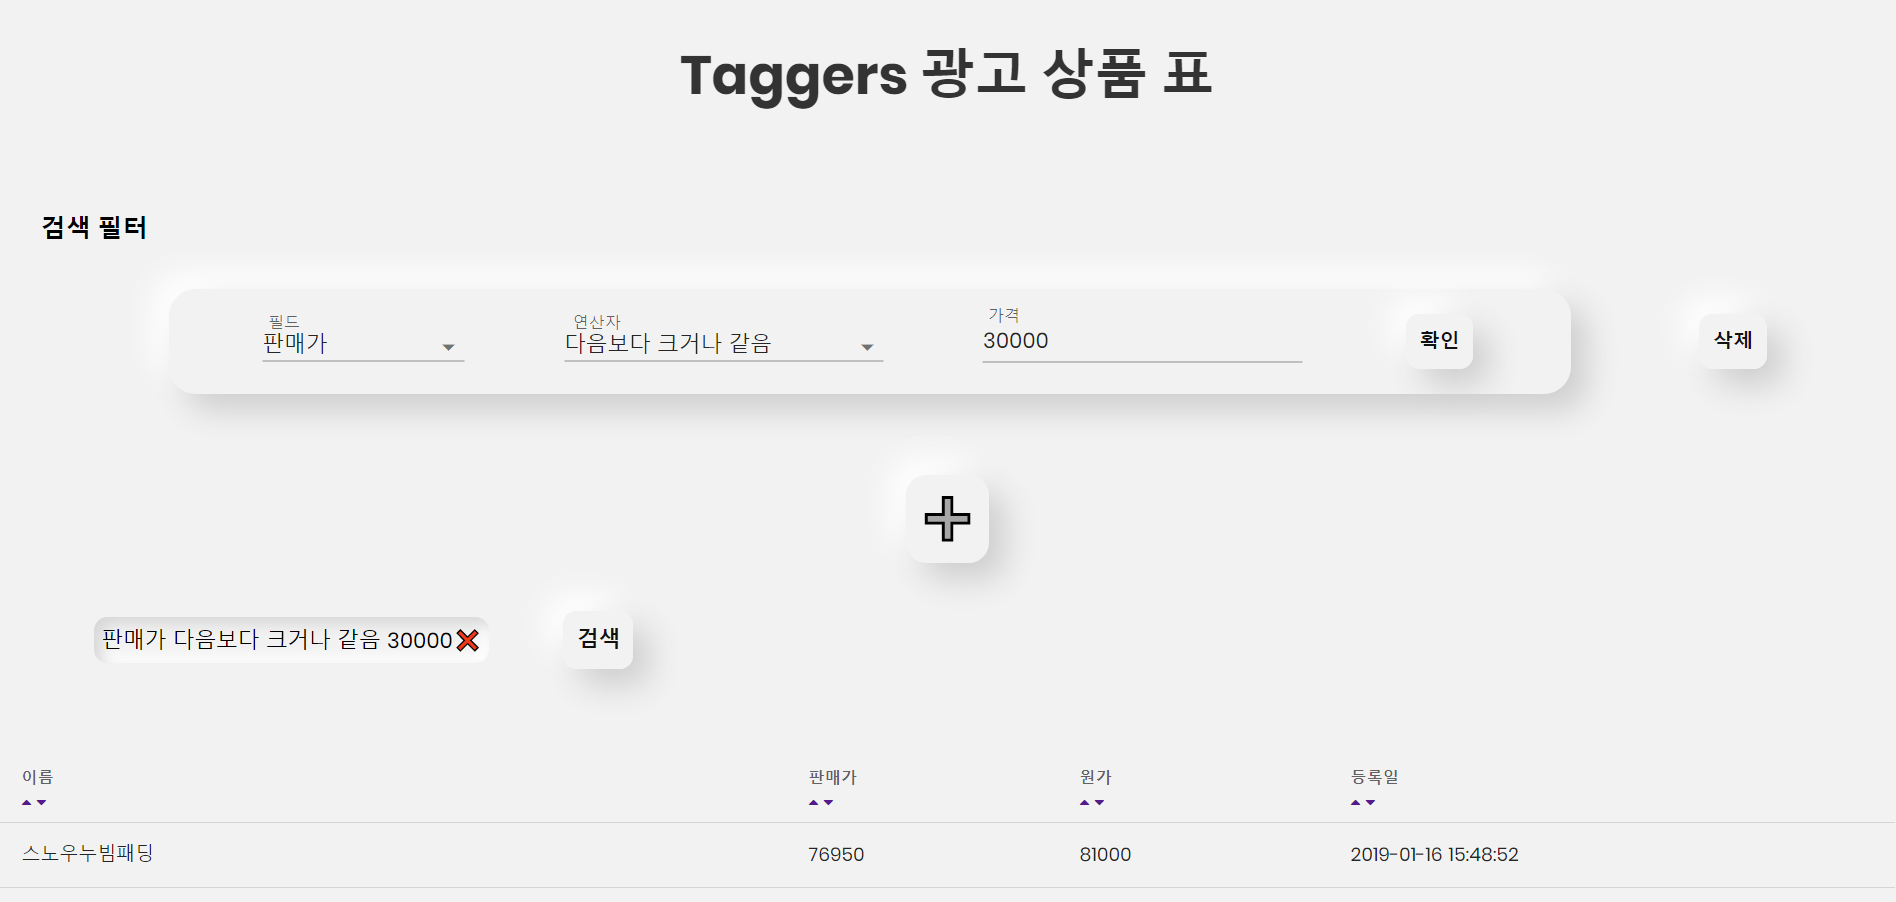 Taggers 광고 상품 표
검색 필터
필드 연산자 가격
판매가 다음보다 크거나 같음 30000 확인 삭제
판매가 다음보다 크거나 같음 30000 검색
이름 판매가 원가 등록일
스노우누빔패딩 76950 81000 2019-01-16 15:48:52